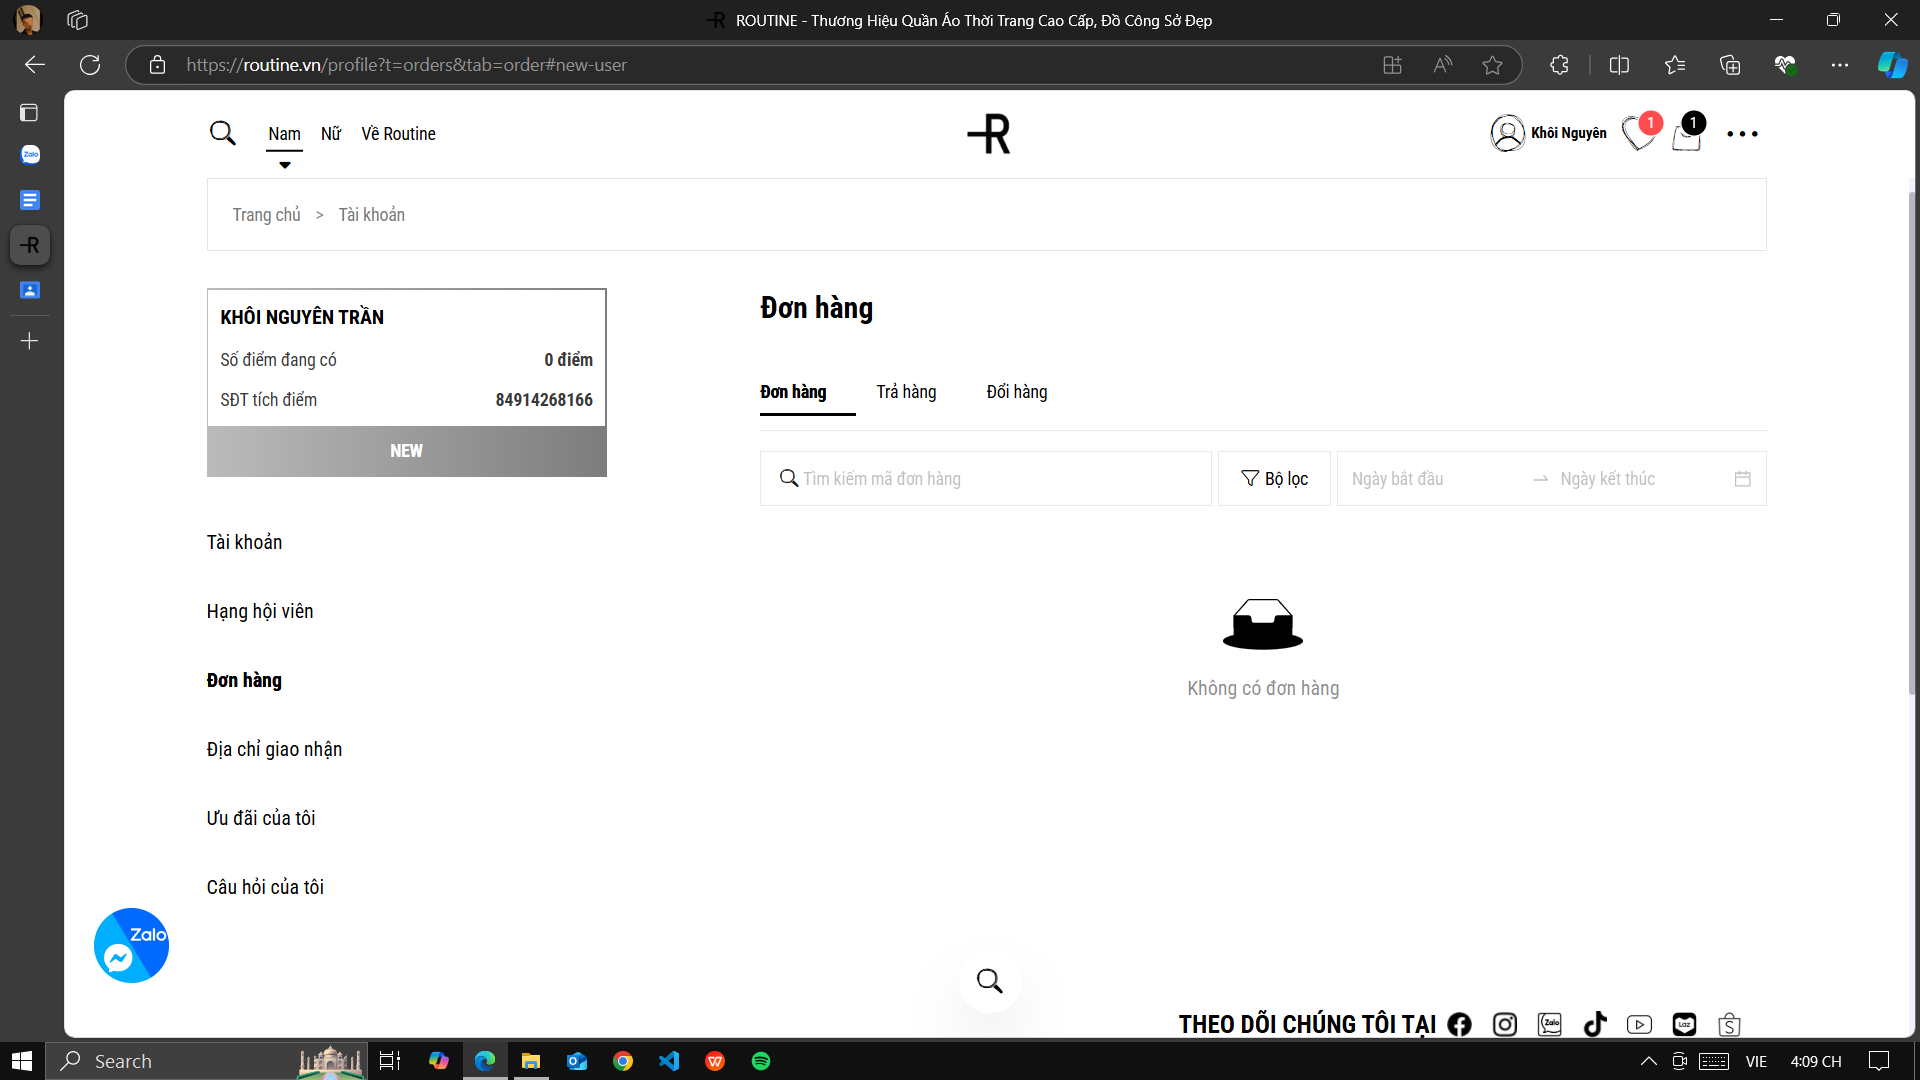 ROUTINE - Thương Hiệu Quần Áo Thời Trang Cao Cấp, Đồ Công Sở Đẹp
https://routine.vn/profile?t=orders&tab=order#new-user
Nam
Nữ
Về Routine
R
Khôi Nguyên
1
1
Trang chủ > Tài khoản
KHÔI NGUYÊN TRẦN
Số điểm đang có 0 điểm
SĐT tích điểm 84914268166
NEW
Tài khoản
Hạng hội viên
Đơn hàng
Địa chỉ giao nhận
Ưu đãi của tôi
Câu hỏi của tôi
Đơn hàng
Đơn hàng
Trả hàng
Đổi hàng
Tìm kiếm mã đơn hàng
Bộ lọc
Ngày bắt đầu
Ngày kết thúc
Không có đơn hàng
Zalo
THEO DÕI CHÚNG TÔI TẠI
Search
VIE
4:09 CH